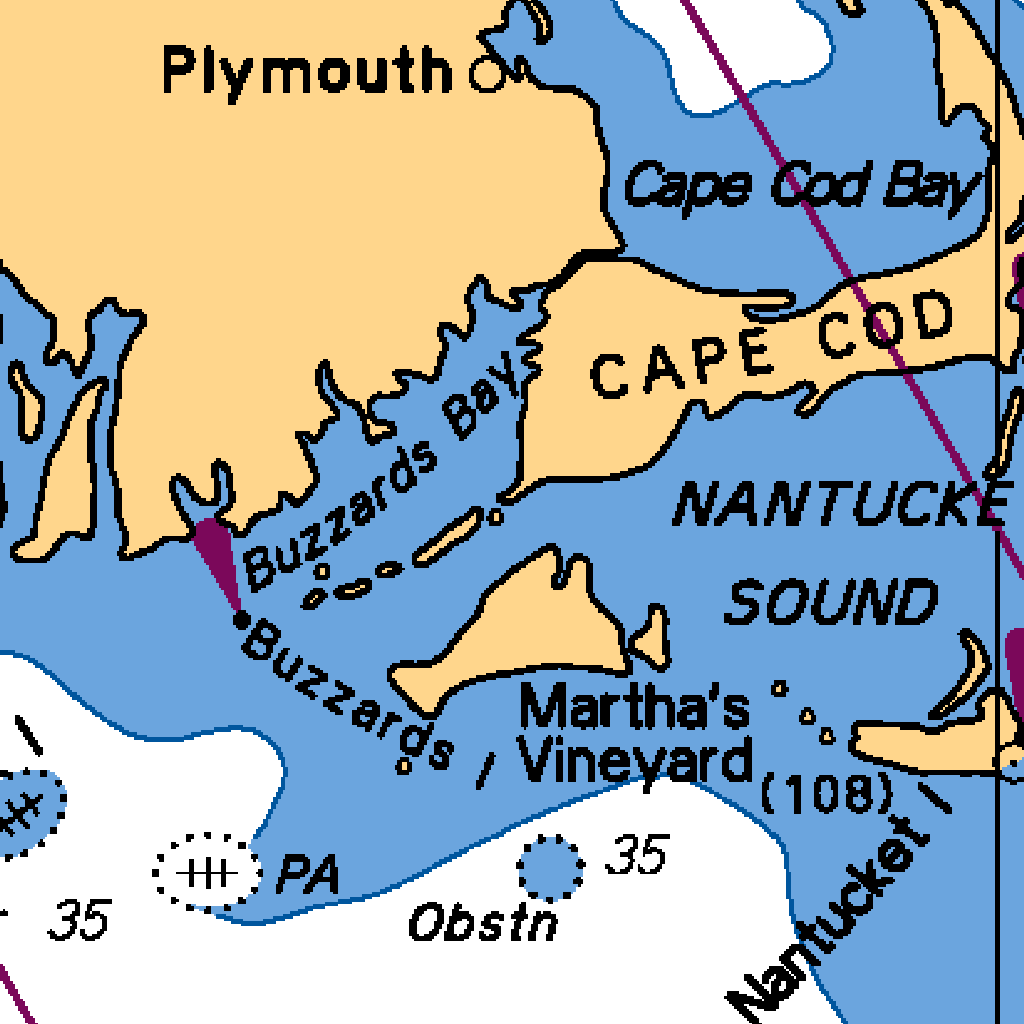 Plymouth
Cape Cod Bay
CAPE COD
Buzzards Bay
NANTUCKE
SOUND
Buzzards
Martha's
Vineyard
(108)
35
PA
Obstn
35
Nantucket